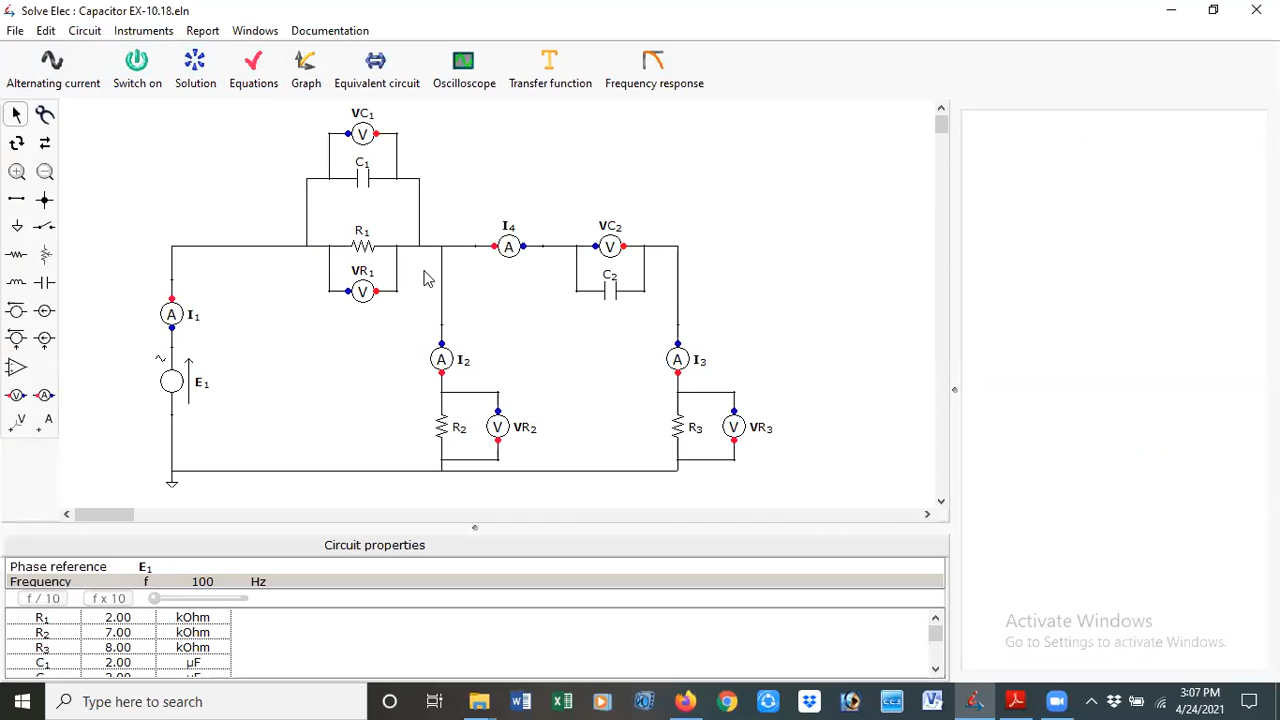 Solve Elec : Capacitor EX-10.18.eln
File Edit Circuit Instruments Report Windows Documentation
Alternating current Switch on Solution Equations Graph Equivalent circuit Oscilloscope Transfer function Frequency response
VC1
V
C1
R1
VR1
V
I4
A
VC2
V
C2
A I1
E1
A I2
A I3
R2 V VR2
R3 V VR3
V A
V A
Circuit properties
Phase reference E1
Frequency f 100 Hz
f / 10 f x 10
R1 2.00 kOhm
R2 7.00 kOhm
R3 8.00 kOhm
C1 2.00 µF
Activate Windows
Go to Settings to activate Windows.
Type here to search
3:07 PM
4/24/2021